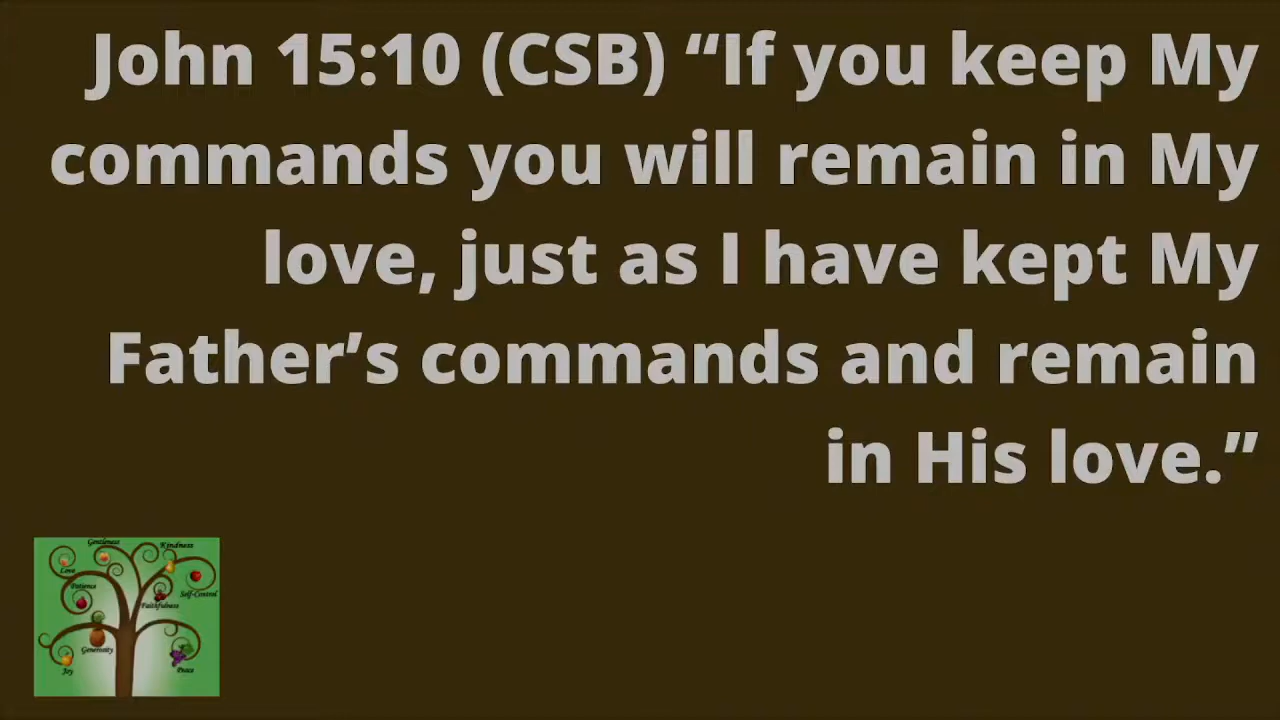 John 15:10 (CSB) “If you keep My
commands you will remain in My
love, just as I have kept My
Father’s commands and remain
in His love.”
Gentleness
Kindness
Love
Patience
Self-Control
Faithfulness
Generosity
Joy
Peace